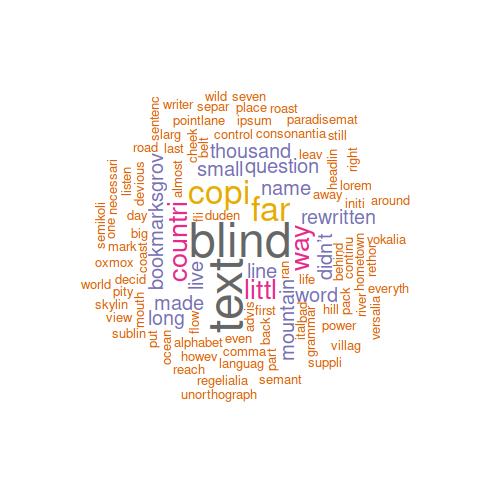 wild seven
writer separ place roast
sentenc
pointlane ipsum paradisemat
larg control consonantia still
road last cheek belt thousand leav headlin right
necessari listen devious bookmarksgrov almost small question
copi name away lorem
semikoli one day countri fli duden far initi around
rewritten
big blind way didn't behind continu hometown vokalia
mark coast
oxmox live line ran rethor
world decid text littl life everyth
pity made mountain word pack river
skylin mouth first hill versalia
view long flow advis back ital bad grammar power
sublin put ocean alphabet even
comma part villag
howev languag suppli
reach
regelialia semant
unorthograph